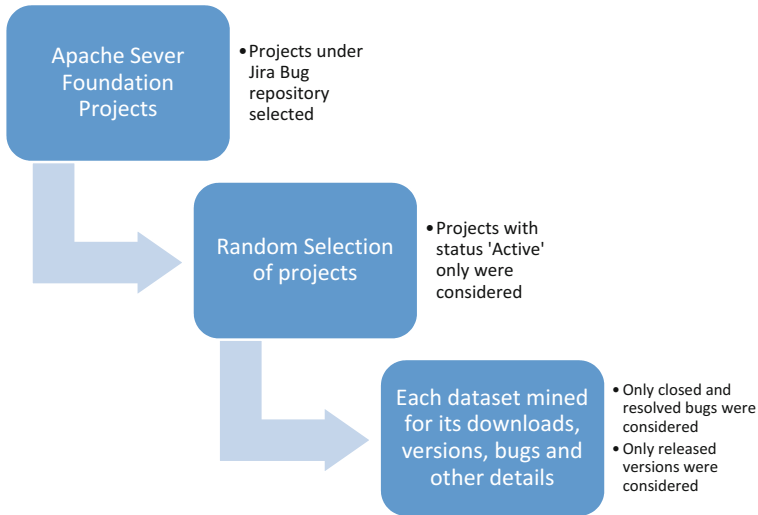 Apache Sever
Foundation
Projects
•Projects under
Jira Bug
repository
selected
Random Selection
of projects
•Projects with
status 'Active'
only were
considered
Each dataset mined
for its downloads,
versions, bugs and
other details
• Only closed and
resolved bugs were
considered
• Only released
versions were
considered